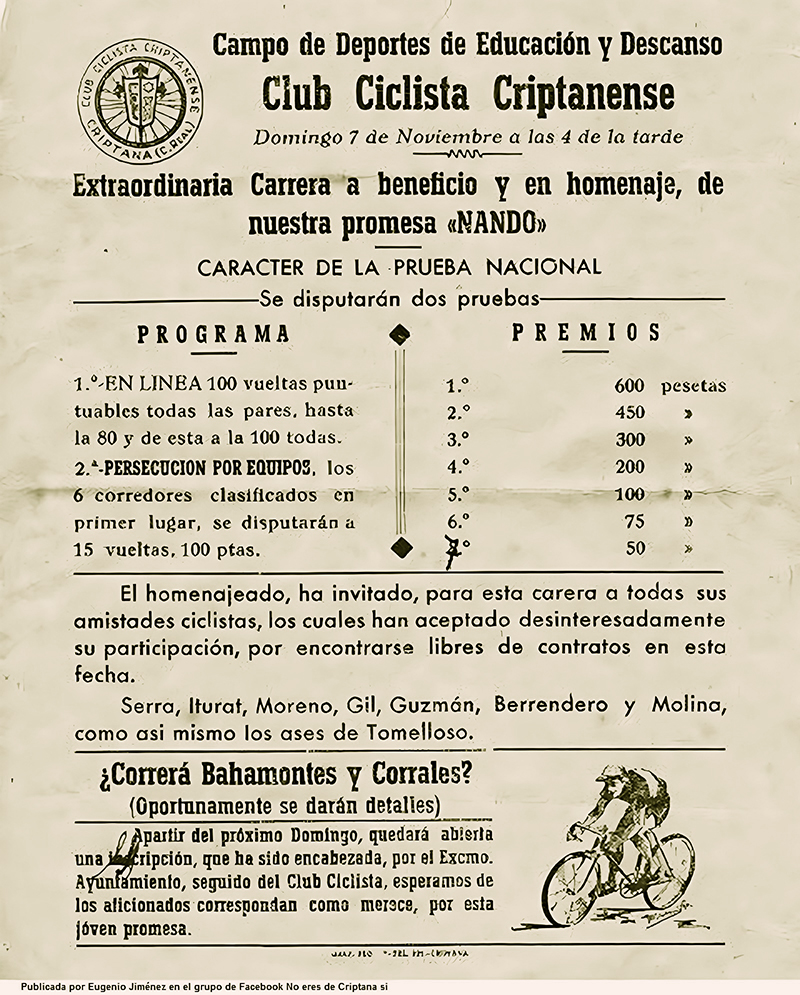 CLUB CICLISTA CRIPTANENSE
CRIPTANA (C. REAL)
Campo de Deportes de Educación y Descanso
Club Ciclista Criptanense
Domingo 7 de Noviembre a las 4 de la tarde
Extraordinaria Carrera a beneficio y en homenaje, de
nuestra promesa «NANDO»
CARACTER DE LA PRUEBA NACIONAL
Se disputarán dos pruebas
PROGRAMA
1.º-EN LINEA 100 vueltas pun-
tuables todas las pares, hasta
la 80 y de esta a la 100 todas.
2.ª-PERSECUCION POR EQUIPOS, los
6 corredores clasificados en
primer lugar, se disputarán a
15 vueltas, 100 ptas.
PREMIOS
1.º 600 pesetas
2.º 450 »
3.º 300 »
4.º 200 »
5.º 100 »
6.º 75 »
7.º 50 »
El homenajeado, ha invitado, para esta carera a todas sus
amistades ciclistas, los cuales han aceptado desinteresadamente
su participación, por encontrarse libres de contratos en esta
fecha.
Serra, Iturat, Moreno, Gil, Guzmán, Berrendero y Molina,
como asi mismo los ases de Tomelloso.
¿Correrá Bahamontes y Corrales?
(Oportunamente se darán detalles)
Apartir del próximo Domingo, quedará abierta
una inscripción, que ha sido encabezada, por el Excmo.
Ayuntamiento, seguido del Club Ciclista, esperamos de
los aficionados correspondan como merece, por esta
jóven promesa.
Publicada por Eugenio Jiménez en el grupo de Facebook No eres de Criptana si